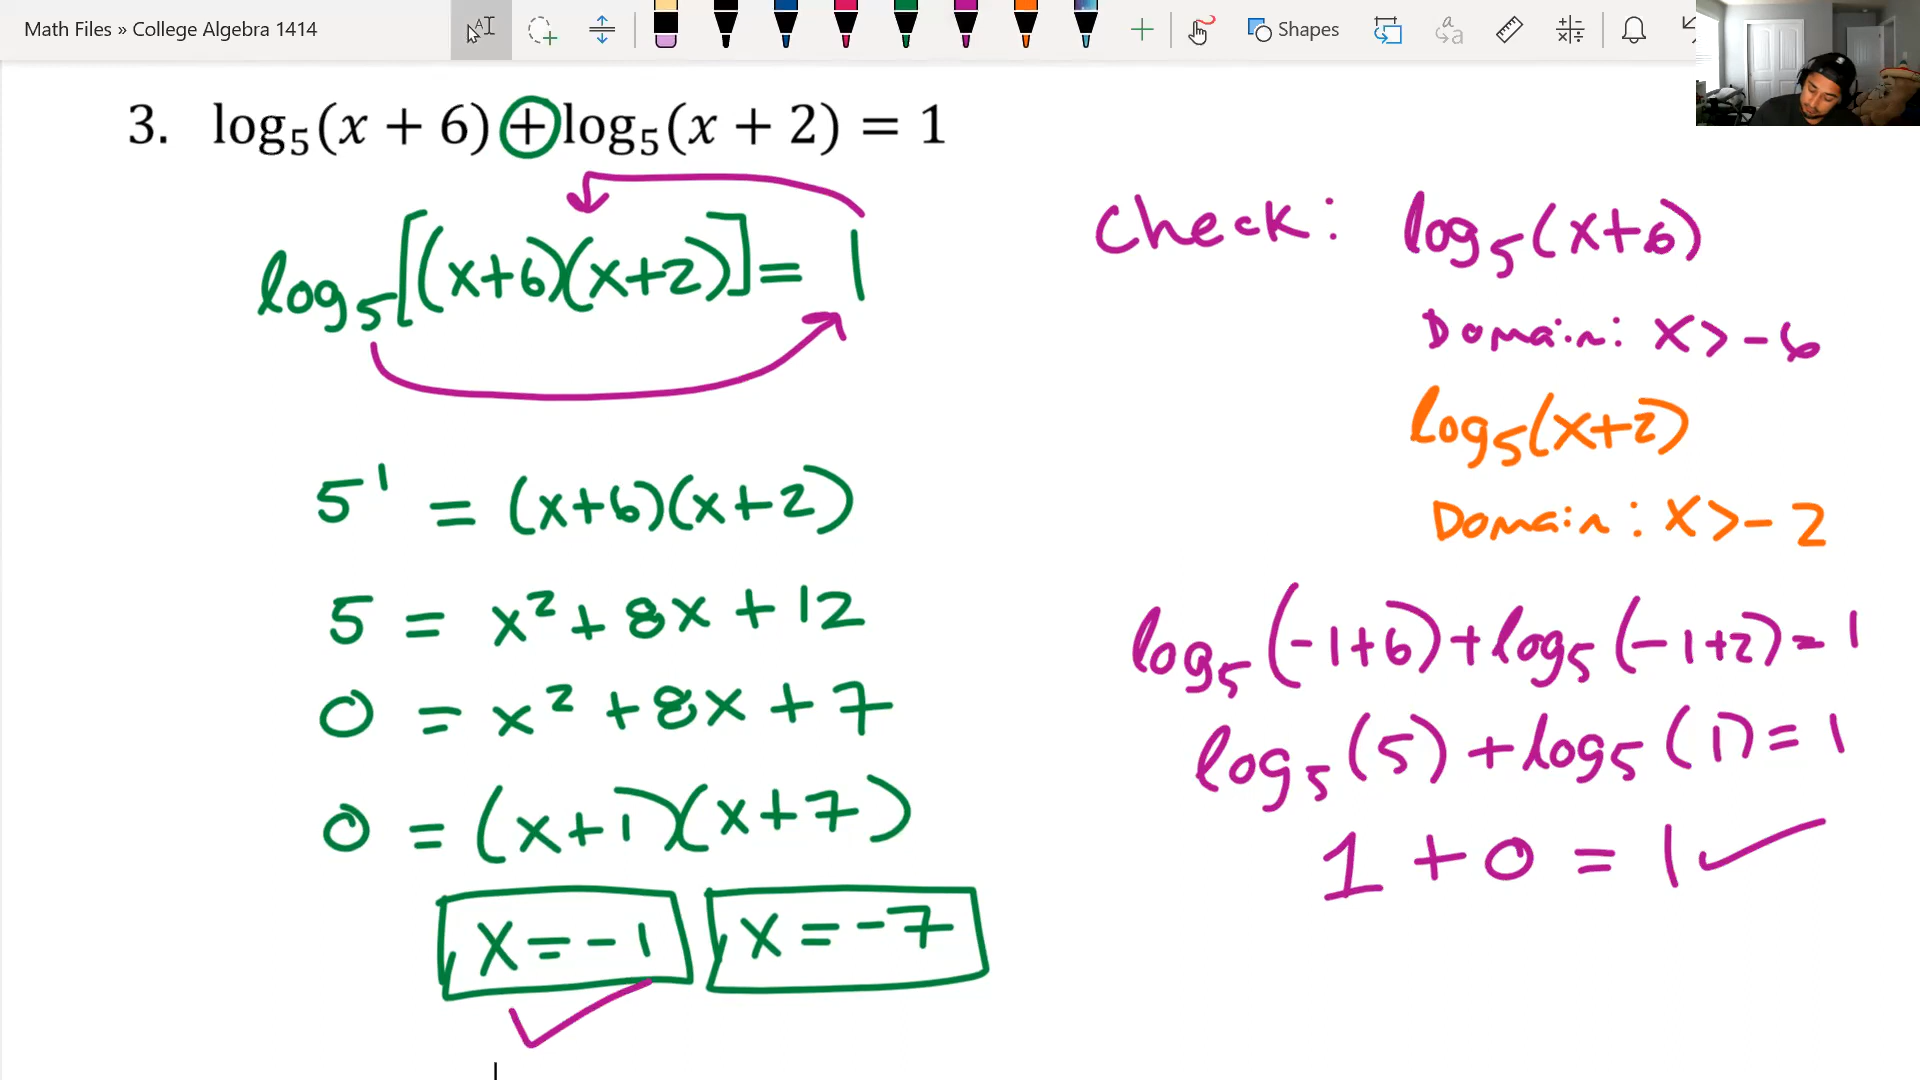 Math Files » College Algebra 1414
Shapes
3. log₅(x + 6) + log₅(x + 2) = 1
log₅[(x+6)(x+2)] = 1
5¹ = (x+6)(x+2)
5 = x² + 8x + 12
0 = x² + 8x + 7
0 = (x+1)(x+7)
x = -1 x = -7
Check: log₅(x+6)
Domain: x > -6
log₅(x+2)
Domain: x > -2
log₅(-1+6) + log₅(-1+2) = 1
log₅(5) + log₅(1) = 1
1 + 0 = 1